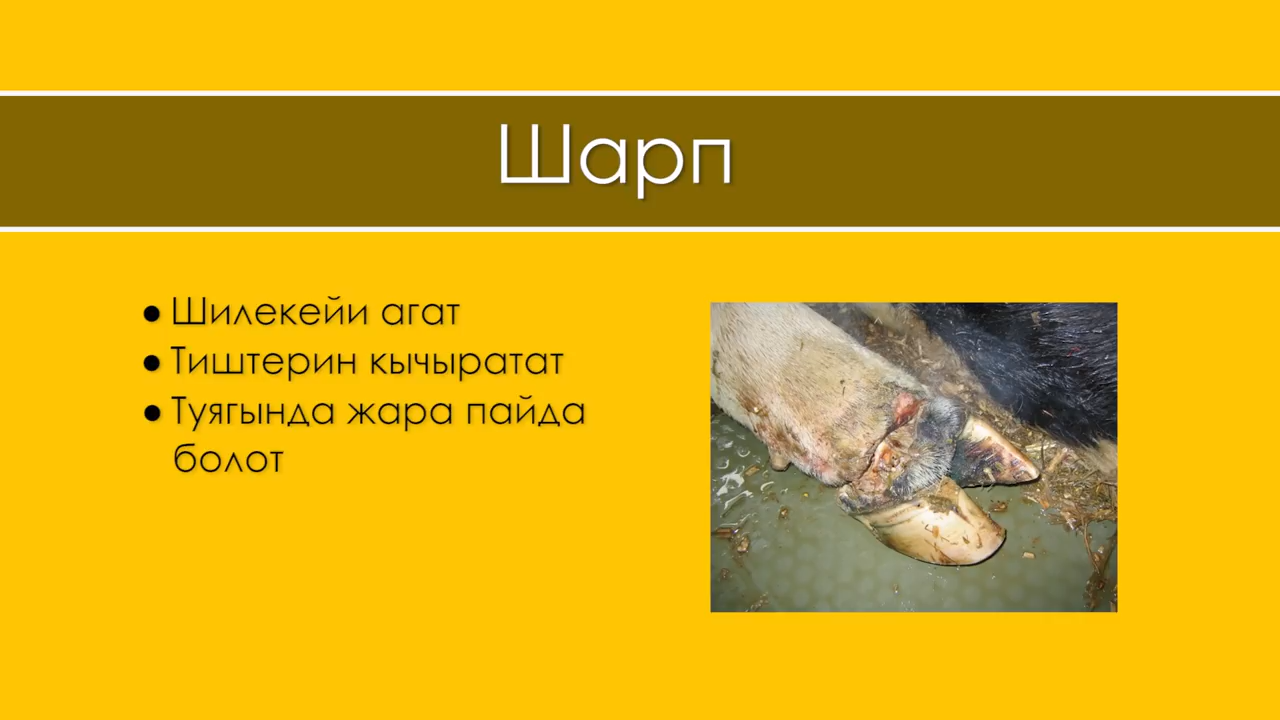 Шарп
● Шилекейи агат
● Тиштерин кычыратат
● Туягында жара пайда
болот